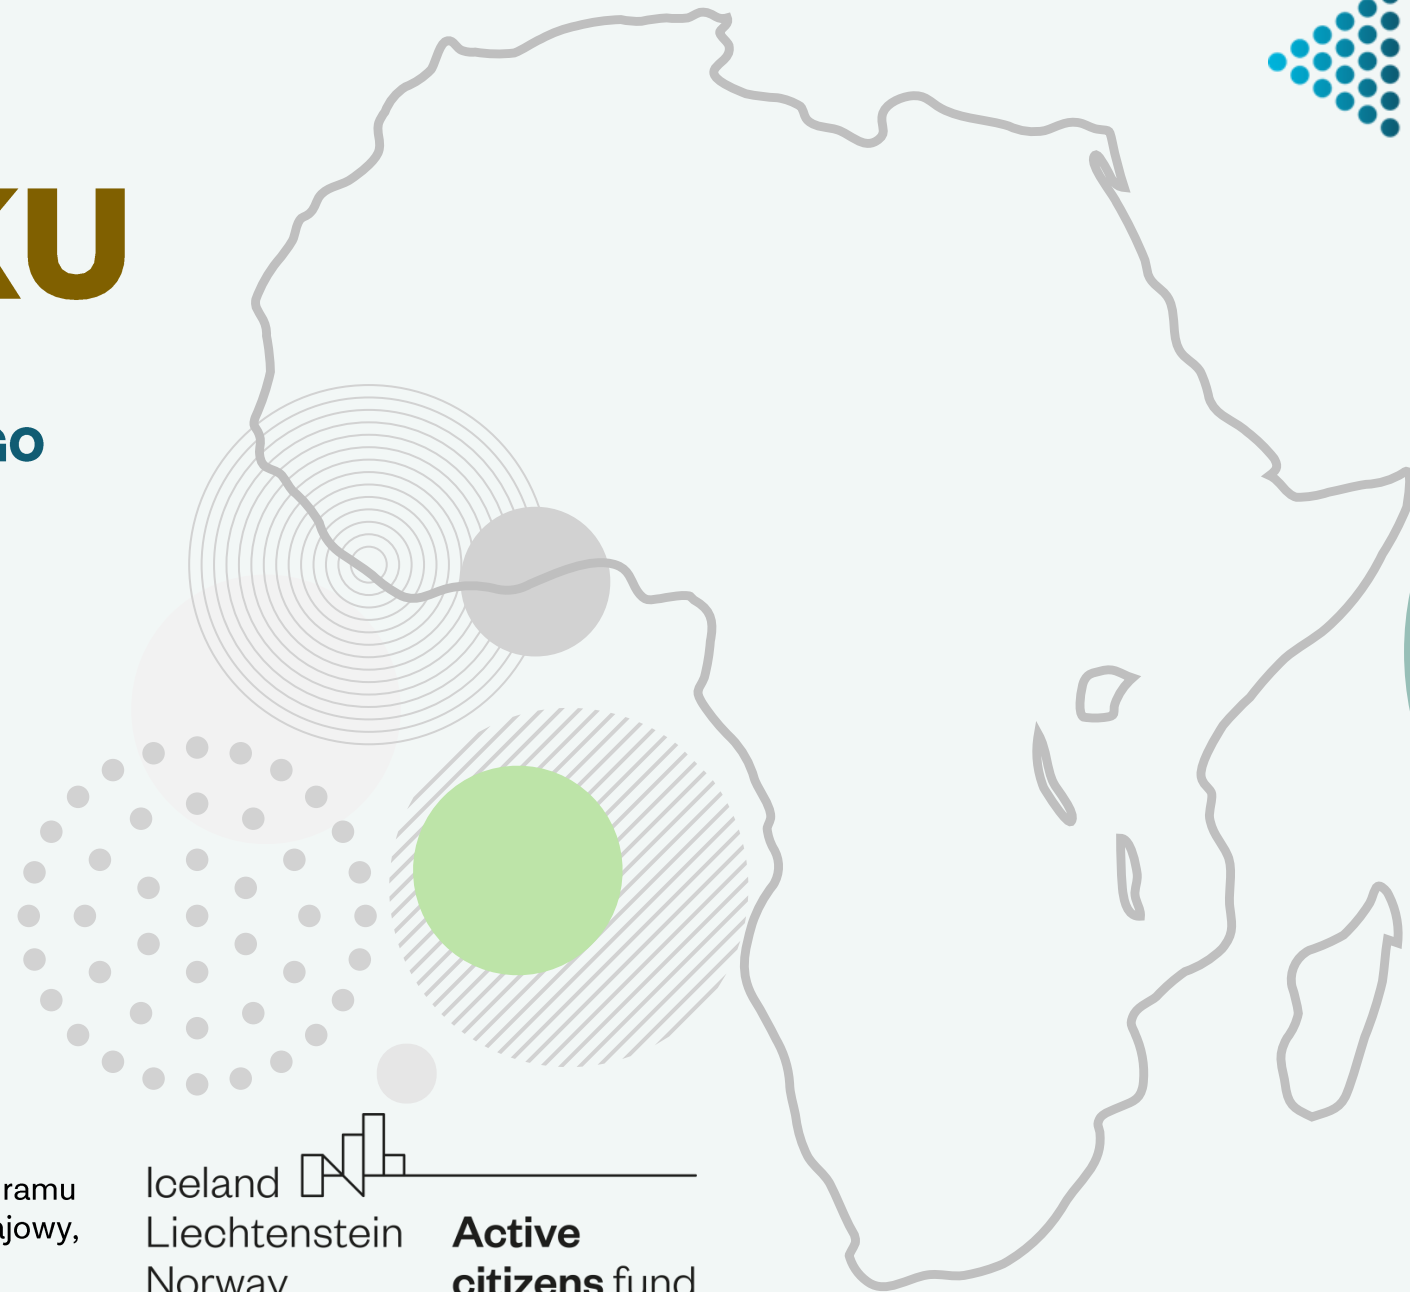 KU
GO
ramu
ajowy,
Iceland
Liechtenstein
Norway
Active
citizens fund